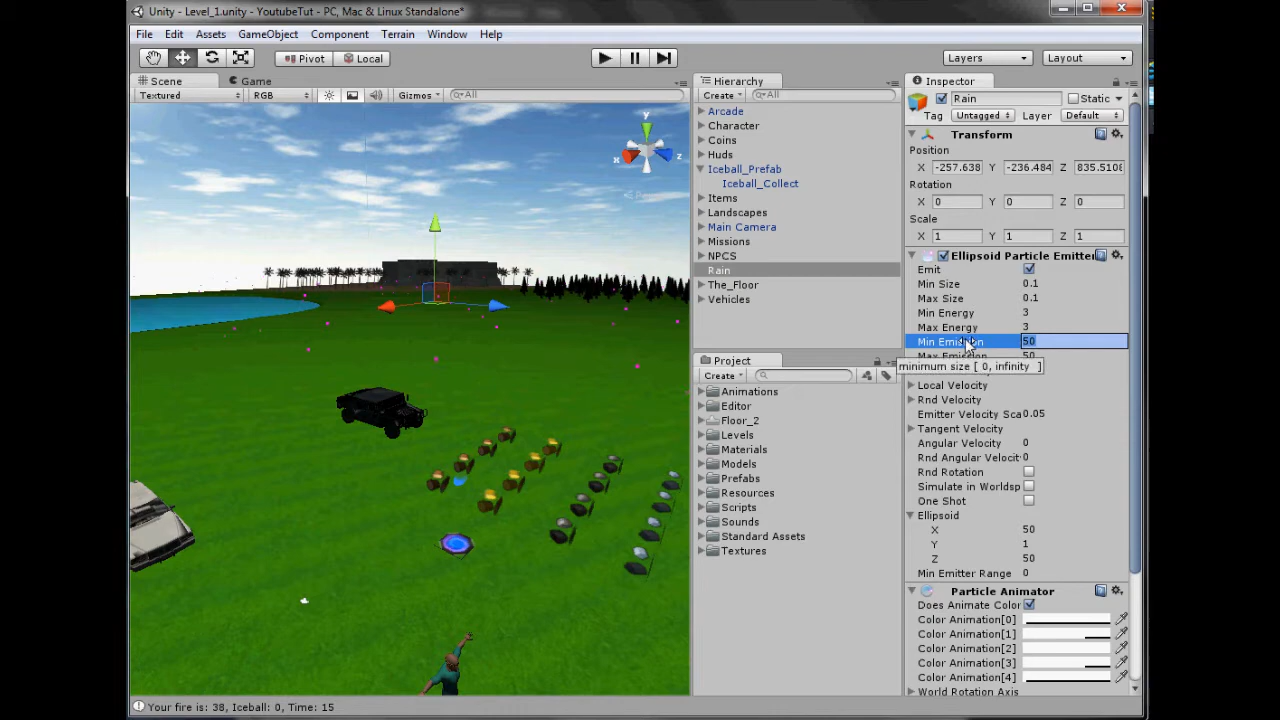 Unity - Level_1.unity - YoutubeTut - PC, Mac & Linux Standalone*
File Edit Assets GameObject Component Terrain Window Help
Pivot Local Layers Layout
Scene Game
Textured RGB Gizmos All
Hierarchy
Create All
Arcade
Character
Coins
Huds
Iceball_Prefab
Iceball_Collect
Items
Landscapes
Main Camera
Missions
NPCS
Rain
The_Floor
Vehicles
Project
Create
Animations
Editor
Floor_2
Levels
Materials
Models
Prefabs
Resources
Scripts
Sounds
Standard Assets
Textures
Inspector
Rain Static
Tag Untagged Layer Default
Transform
Position
X -257.638 Y -236.484 Z 835.5108
Rotation
X 0 Y 0 Z 0
Scale
X 1 Y 1 Z 1
Ellipsoid Particle Emitter
Emit
Min Size 0.1
Max Size 0.1
Min Energy 3
Max Energy 3
Min Emission 50
Max Emission 50
minimum size [ 0, infinity ]
Local Velocity
Rnd Velocity
Emitter Velocity Sca 0.05
Tangent Velocity
Angular Velocity 0
Rnd Angular Velocit 0
Rnd Rotation
Simulate in Worldsp
One Shot
Ellipsoid
X 50
Y 1
Z 50
Min Emitter Range 0
Particle Animator
Does Animate Color
Color Animation[0]
Color Animation[1]
Color Animation[2]
Color Animation[3]
Color Animation[4]
World Rotation Axis
y
x
z
Your fire is: 38, Iceball: 0, Time: 15